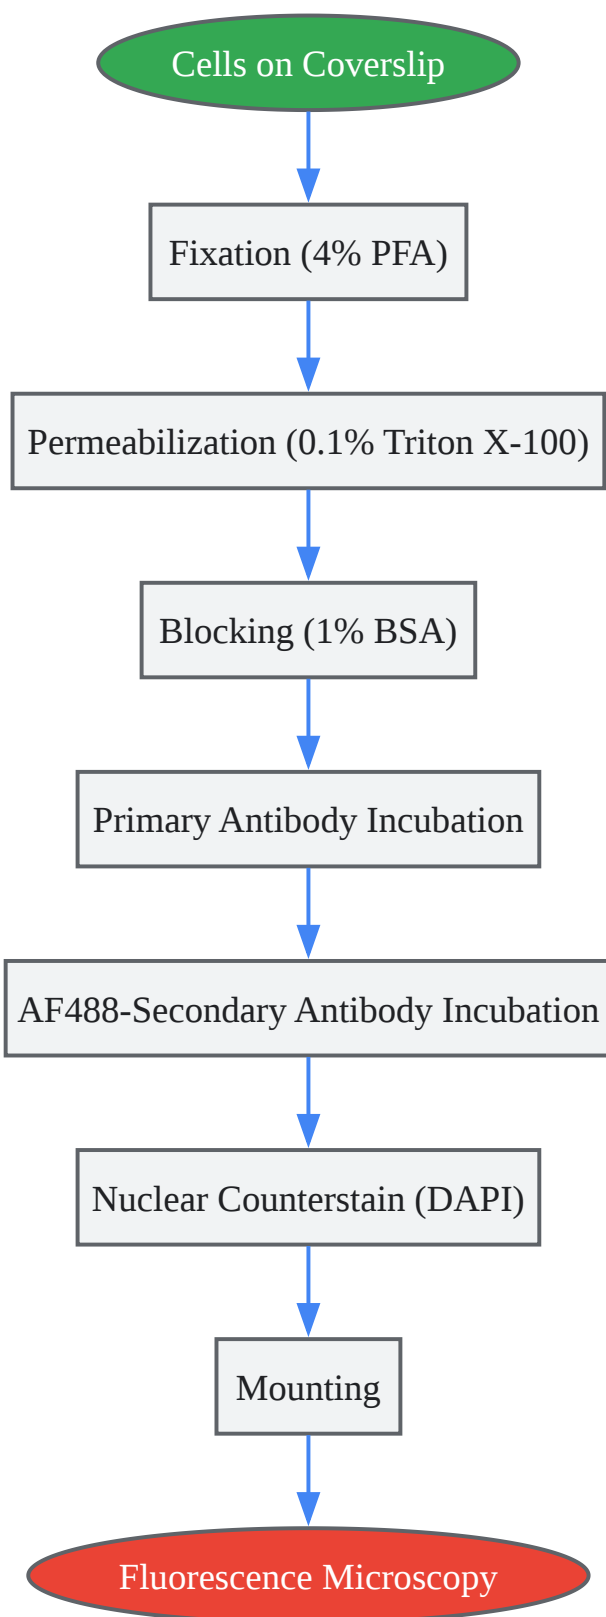 Cells on Coverslip
Fixation (4% PFA)
Permeabilization (0.1% Triton X-100)
Blocking (1% BSA)
Primary Antibody Incubation
AF488-Secondary Antibody Incubation
Nuclear Counterstain (DAPI)
Mounting
Fluorescence Microscopy